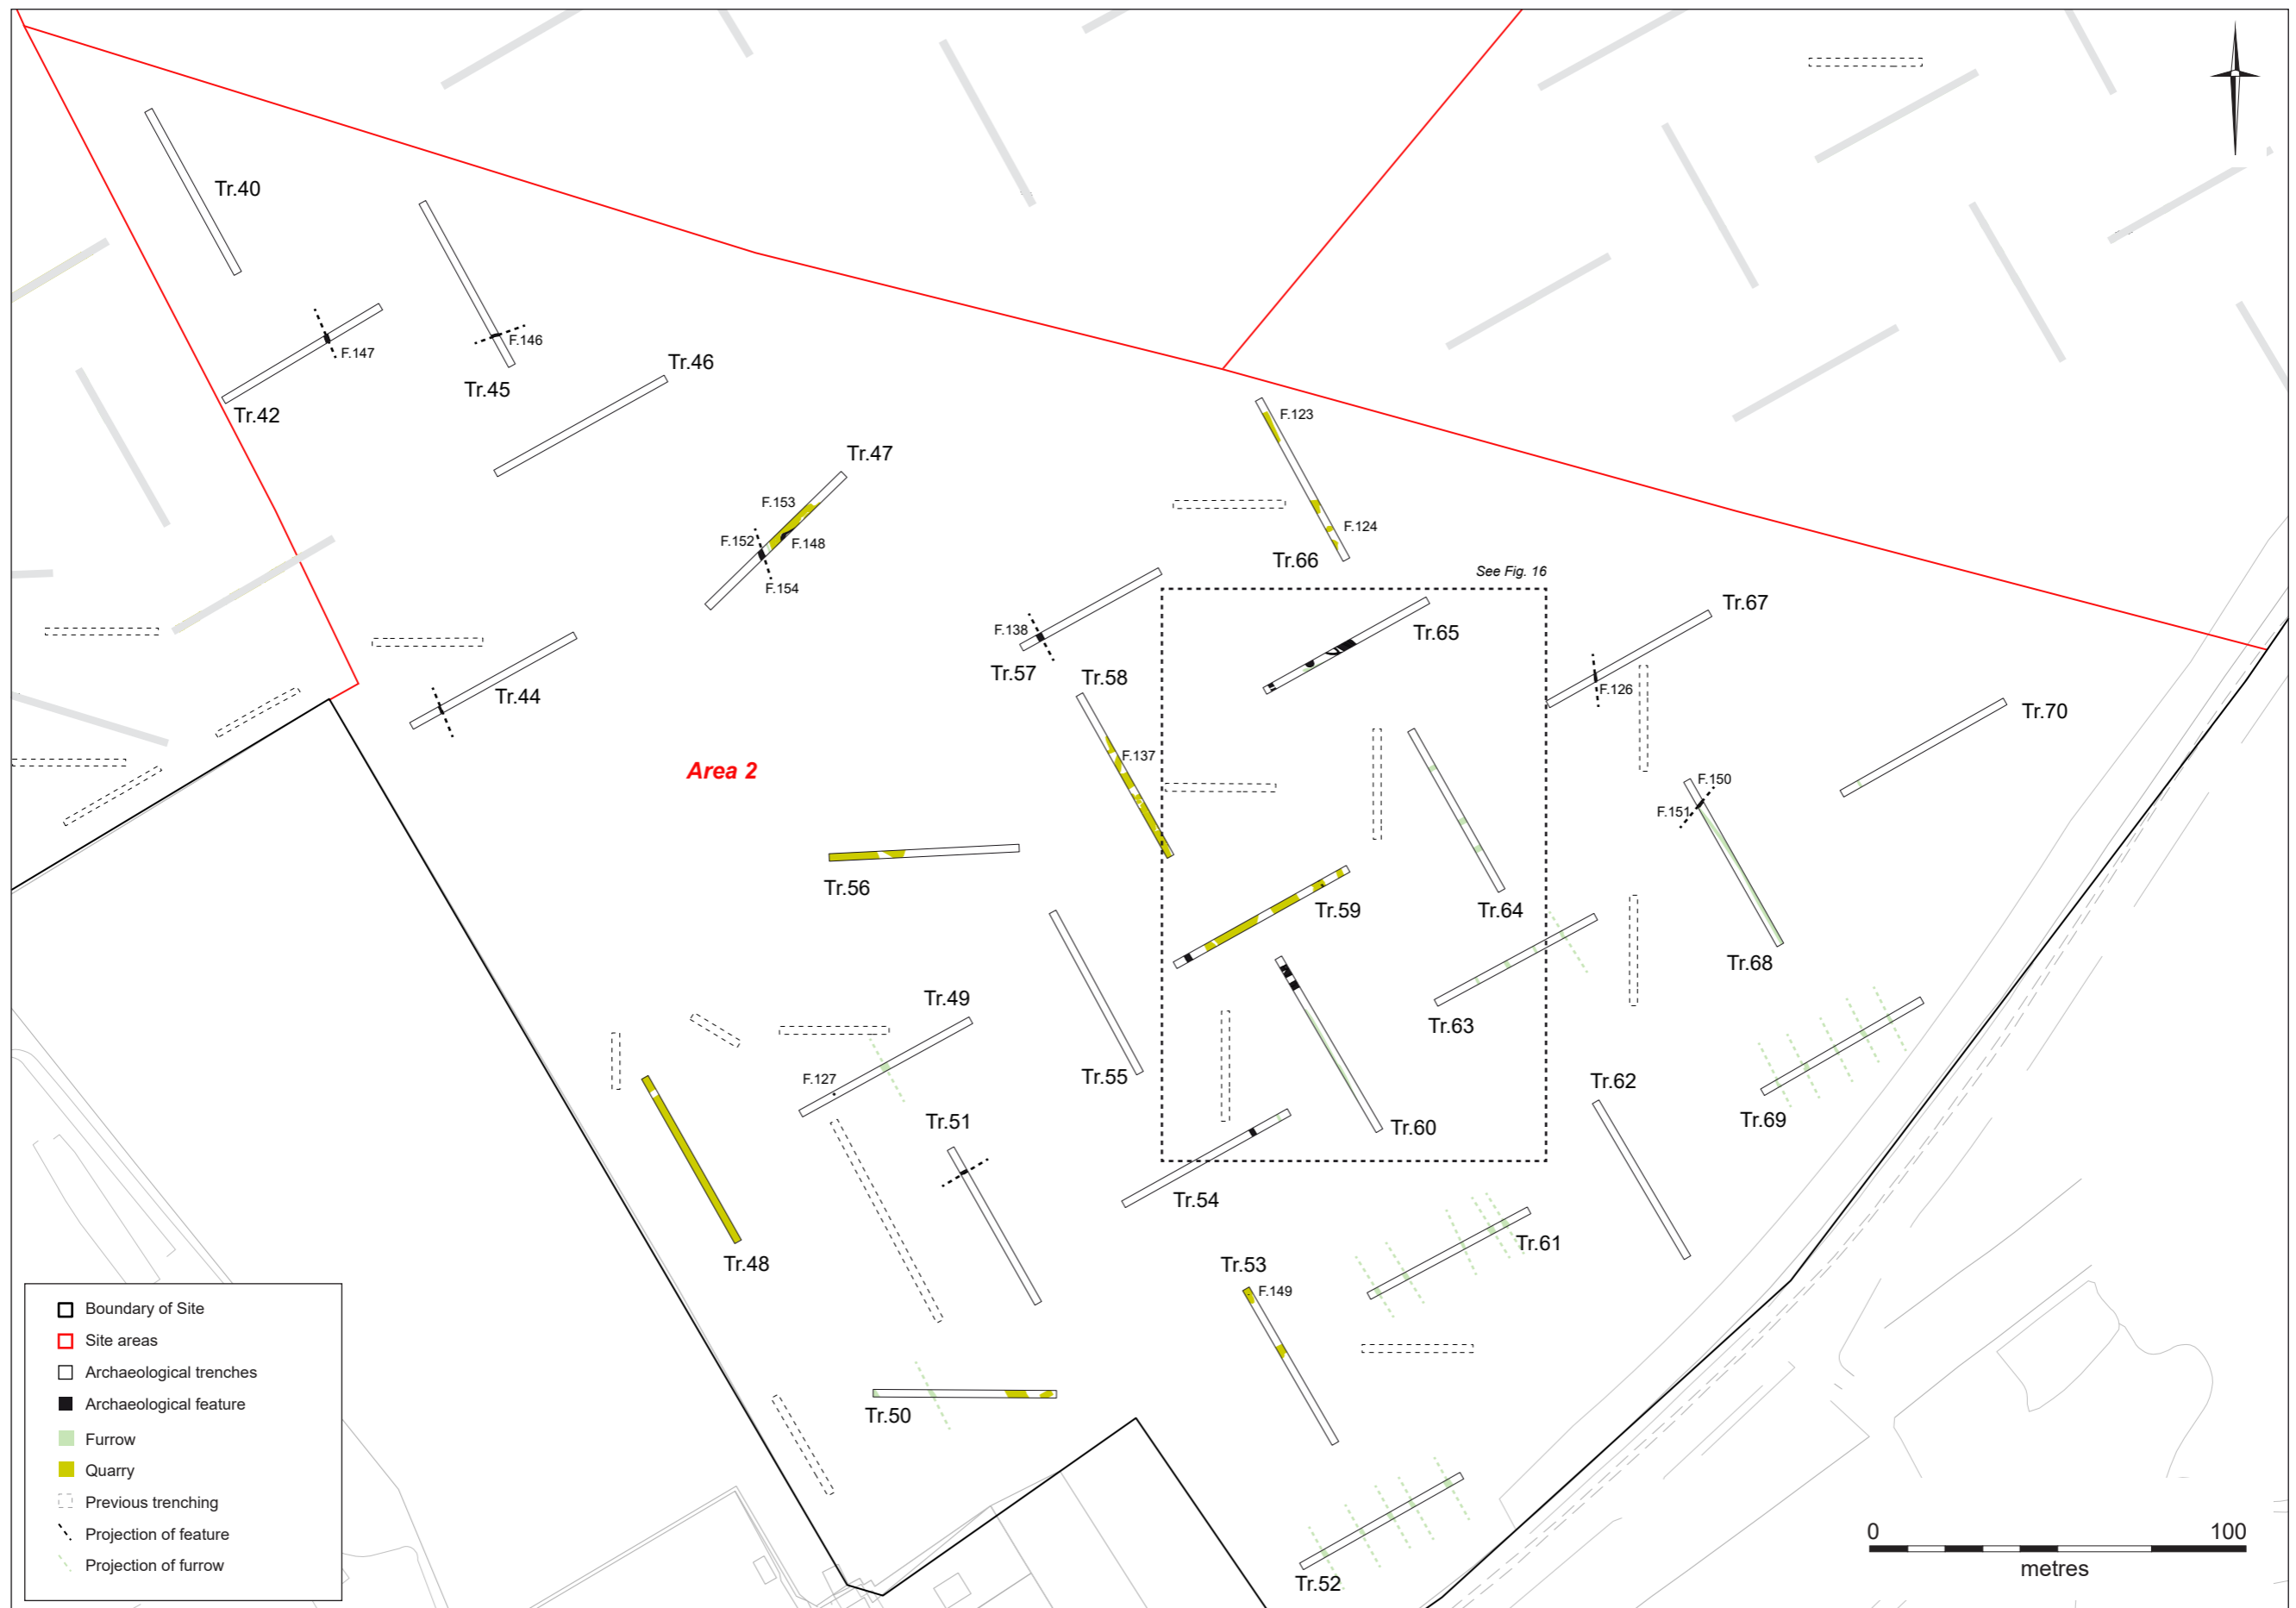 Tr.40
F.147
Tr.42
F.146
Tr.45
Tr.46
Tr.47
F.153
F.152
F.148
F.154
Tr.44
F.123
F.124
Tr.66
See Fig. 16
F.138
Tr.57
Tr.58
Tr.65
Tr.67
F.126
Tr.70
Area 2
F.137
F.150
F.151
Tr.56
Tr.59
Tr.64
Tr.68
Tr.49
Tr.63
F.127
Tr.55
Tr.62
Tr.69
Tr.51
Tr.60
Tr.54
Tr.48
Tr.53
F.149
Tr.61
Tr.50
Tr.52
Boundary of Site
Site areas
Archaeological trenches
Archaeological feature
Furrow
Quarry
Previous trenching
Projection of feature
Projection of furrow
0 100
metres